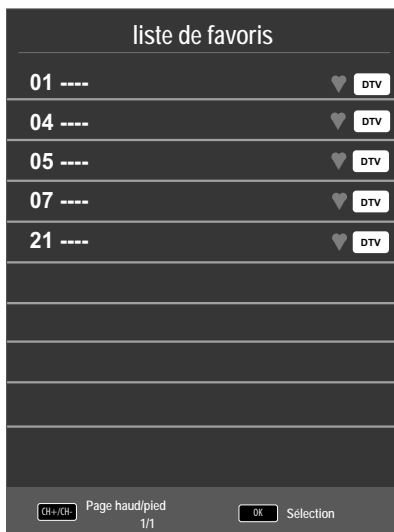 liste de favoris
01 ---- DTV
04 ---- DTV
05 ---- DTV
07 ---- DTV
21 ---- DTV
CH+/CH- Page haud/pied OK Sélection
1/1